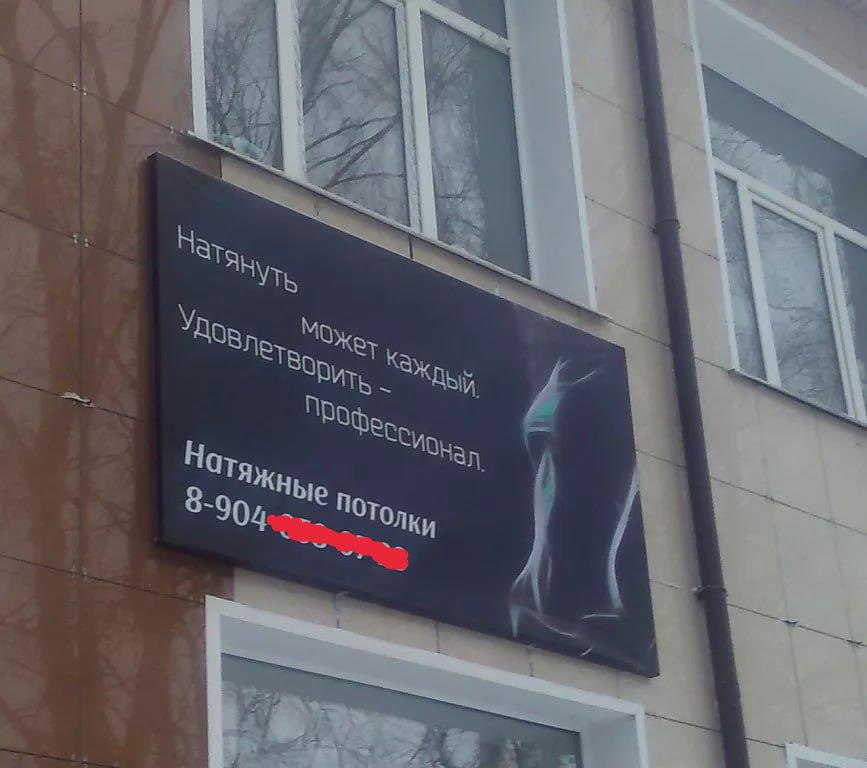 Натянуть
может каждый.
Удовлетворить –
профессионал.
Натяжные потолки
8-904-